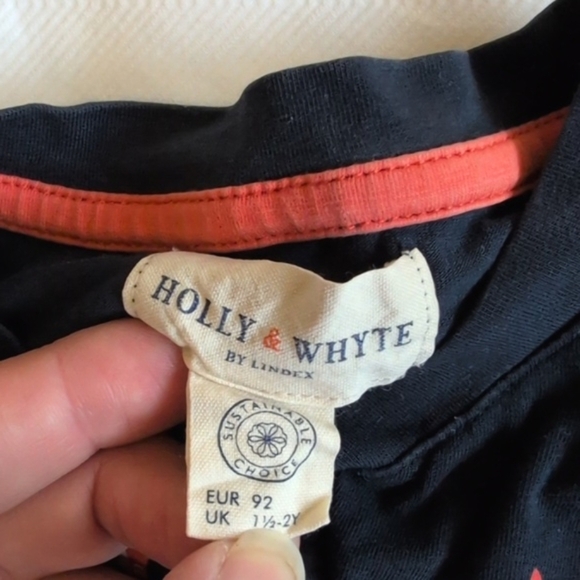 HOLLY & WHYTE
BY LINDEX
SUSTAINABLE
CHOICE
EUR 92
UK 1½-2Y